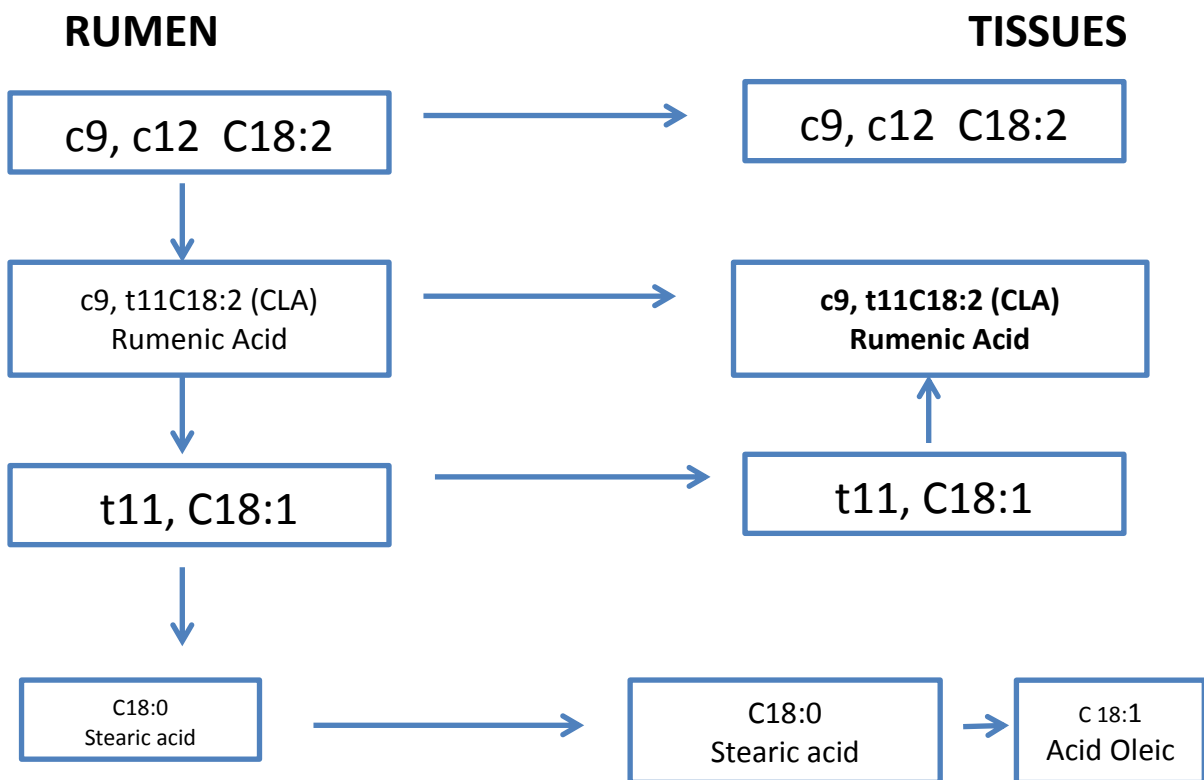 RUMEN
TISSUES
c9, c12 C18:2
c9, c12 C18:2
c9, t11C18:2 (CLA)
Rumenic Acid
c9, t11C18:2 (CLA)
Rumenic Acid
t11, C18:1
t11, C18:1
C18:0
Stearic acid
C18:0
Stearic acid
C 18:1
Acid Oleic